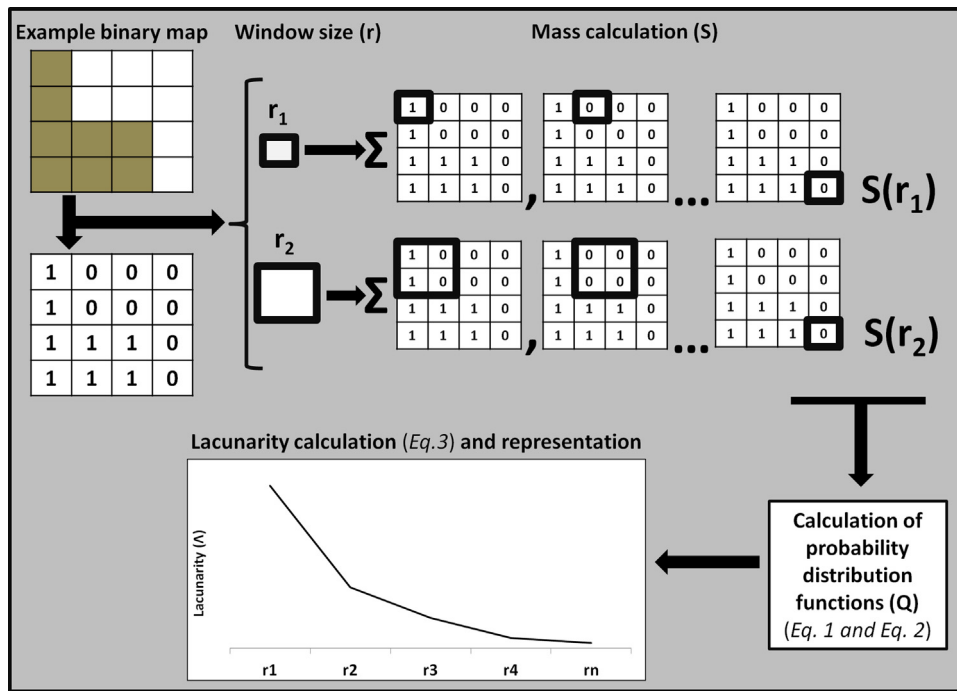 Example binary map
Window size (r)
Mass calculation (S)
r1
Σ
1 0 0 0
1 0 0 0
1 1 1 0
1 1 1 0
,
1 0 0 0
1 0 0 0
1 1 1 0
1 1 1 0
...
1 0 0 0
1 0 0 0
1 1 1 0
1 1 1 0
S(r1)
r2
Σ
1 0 0 0
1 0 0 0
1 1 1 0
1 1 1 0
,
1 0 0 0
1 0 0 0
1 1 1 0
1 1 1 0
...
1 0 0 0
1 0 0 0
1 1 1 0
1 1 1 0
S(r2)
1 0 0 0
1 0 0 0
1 1 1 0
1 1 1 0
Lacunarity calculation (Eq.3) and representation
Lacunarity (Λ)
r1 r2 r3 r4 rn
Calculation of
probability
distribution
functions (Q)
(Eq. 1 and Eq. 2)